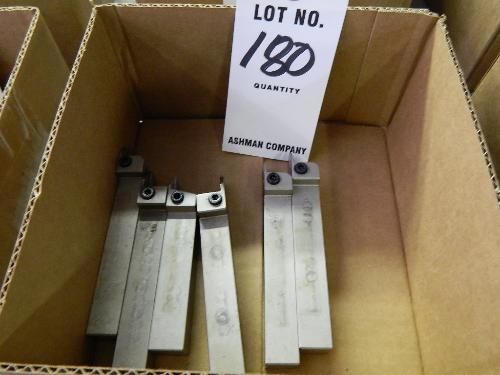 LOT NO.
180
QUANTITY
ASHMAN COMPANY